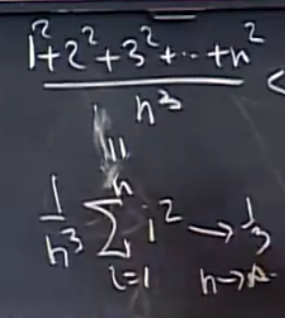 1²+2²+3²+⋯+n² <
n³
||
1/n³ n∑i=1 i² → 1/3
n→∞